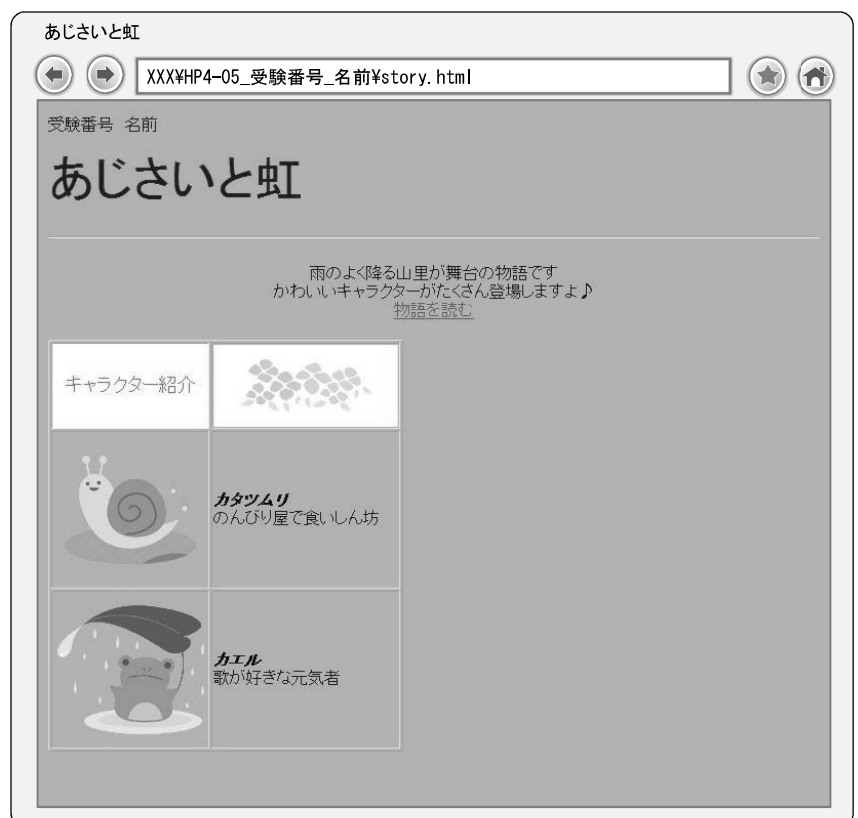 あじさいと虹
XXX¥HP4-05_受験番号_名前¥story.html
受験番号 名前
あじさいと虹
雨のよく降る山里が舞台の物語です
かわいいキャラクターがたくさん登場しますよ♪
物語を読む
キャラクター紹介
カタツムリ
のんびり屋で食いしん坊
カエル
歌が好きな元気者